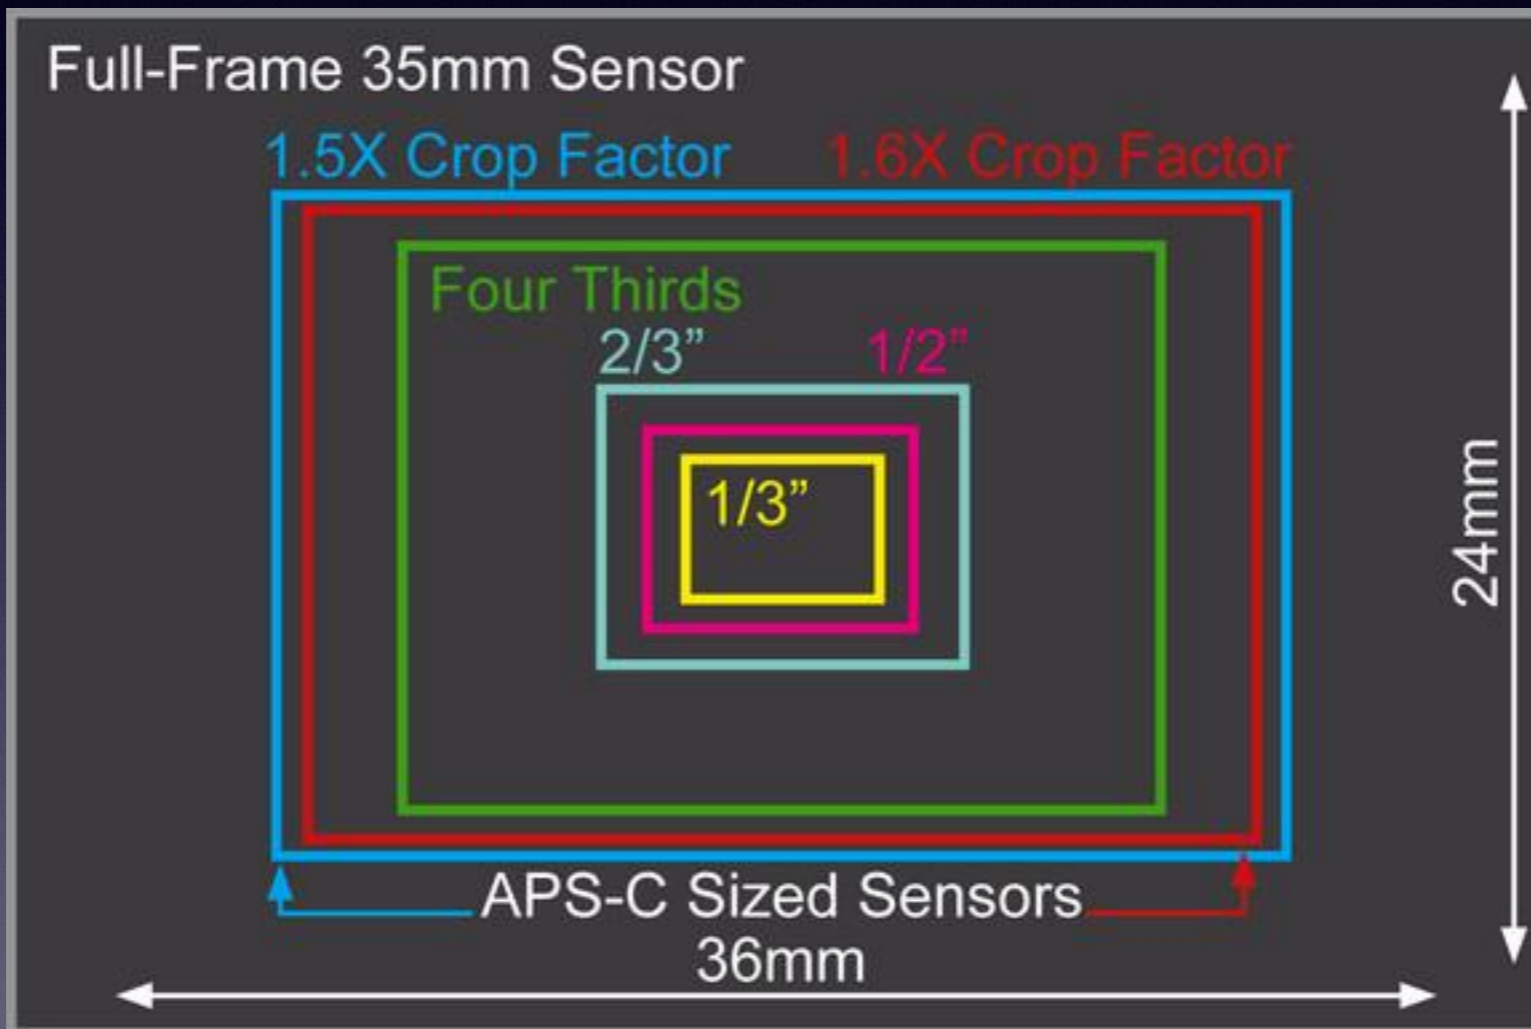 Full-Frame 35mm Sensor
1.5X Crop Factor
1.6X Crop Factor
Four Thirds
2/3”
1/2”
1/3”
24mm
APS-C Sized Sensors
36mm